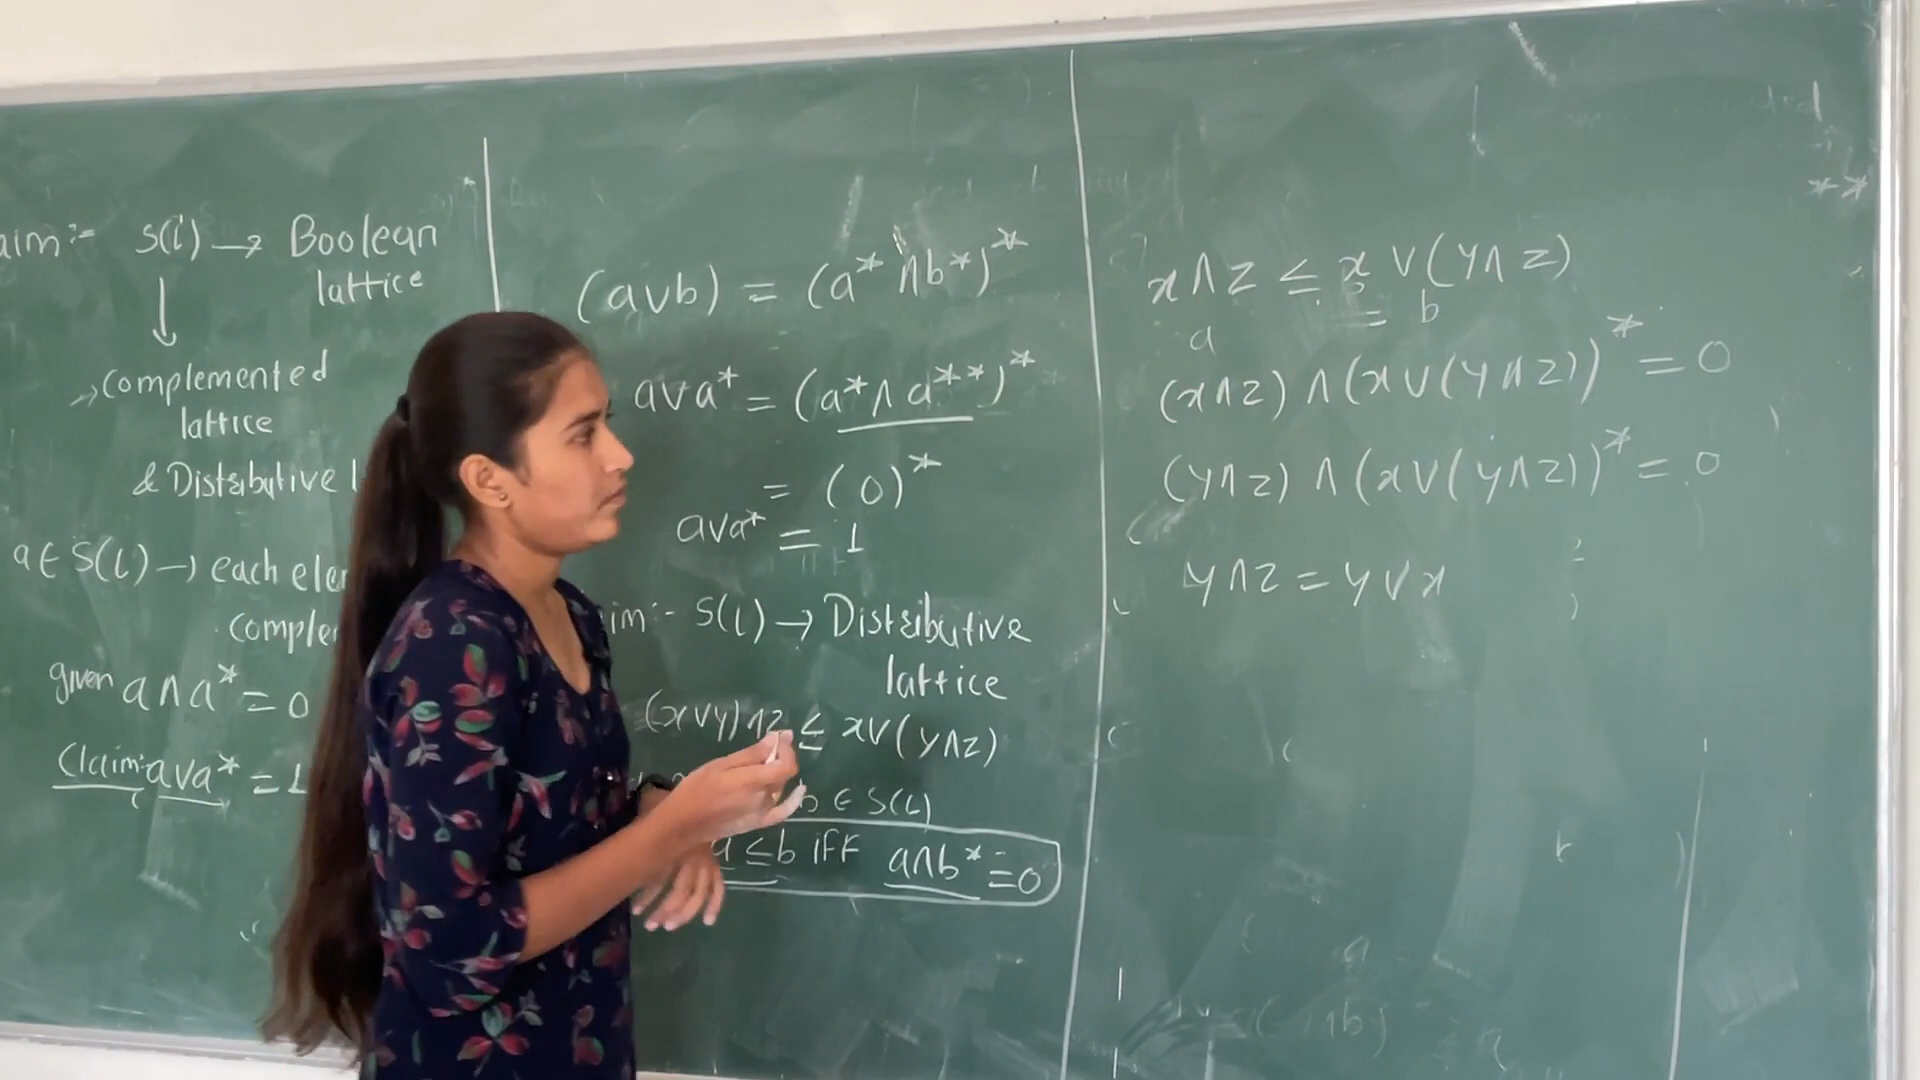 aim :- S(L) → Boolean
lattice
↓
→ Complemented
lattice
& Distributive l
a ∈ S(L) → each ele
comple
given a ∧ a* = 0
Claim: a ∨ a* = 1
(a ∨ b) = (a* ∧ b*)*
a ∨ a* = (a* ∧ a**)*
= (0)*
a ∨ a* = 1
im :- S(L) → Distributive
lattice
(x ∨ y) ∧ z ≤ x ∨ (y ∧ z)
b ∈ S(L)
a ≤ b iff a ∧ b* = 0
**
x ∧ z ≤ x ∨ (y ∧ z)
a = b
(x ∧ z) ∧ (x ∨ (y ∧ z))* = 0
(y ∧ z) ∧ (x ∨ (y ∧ z))* = 0
y ∧ z = y ∨ x